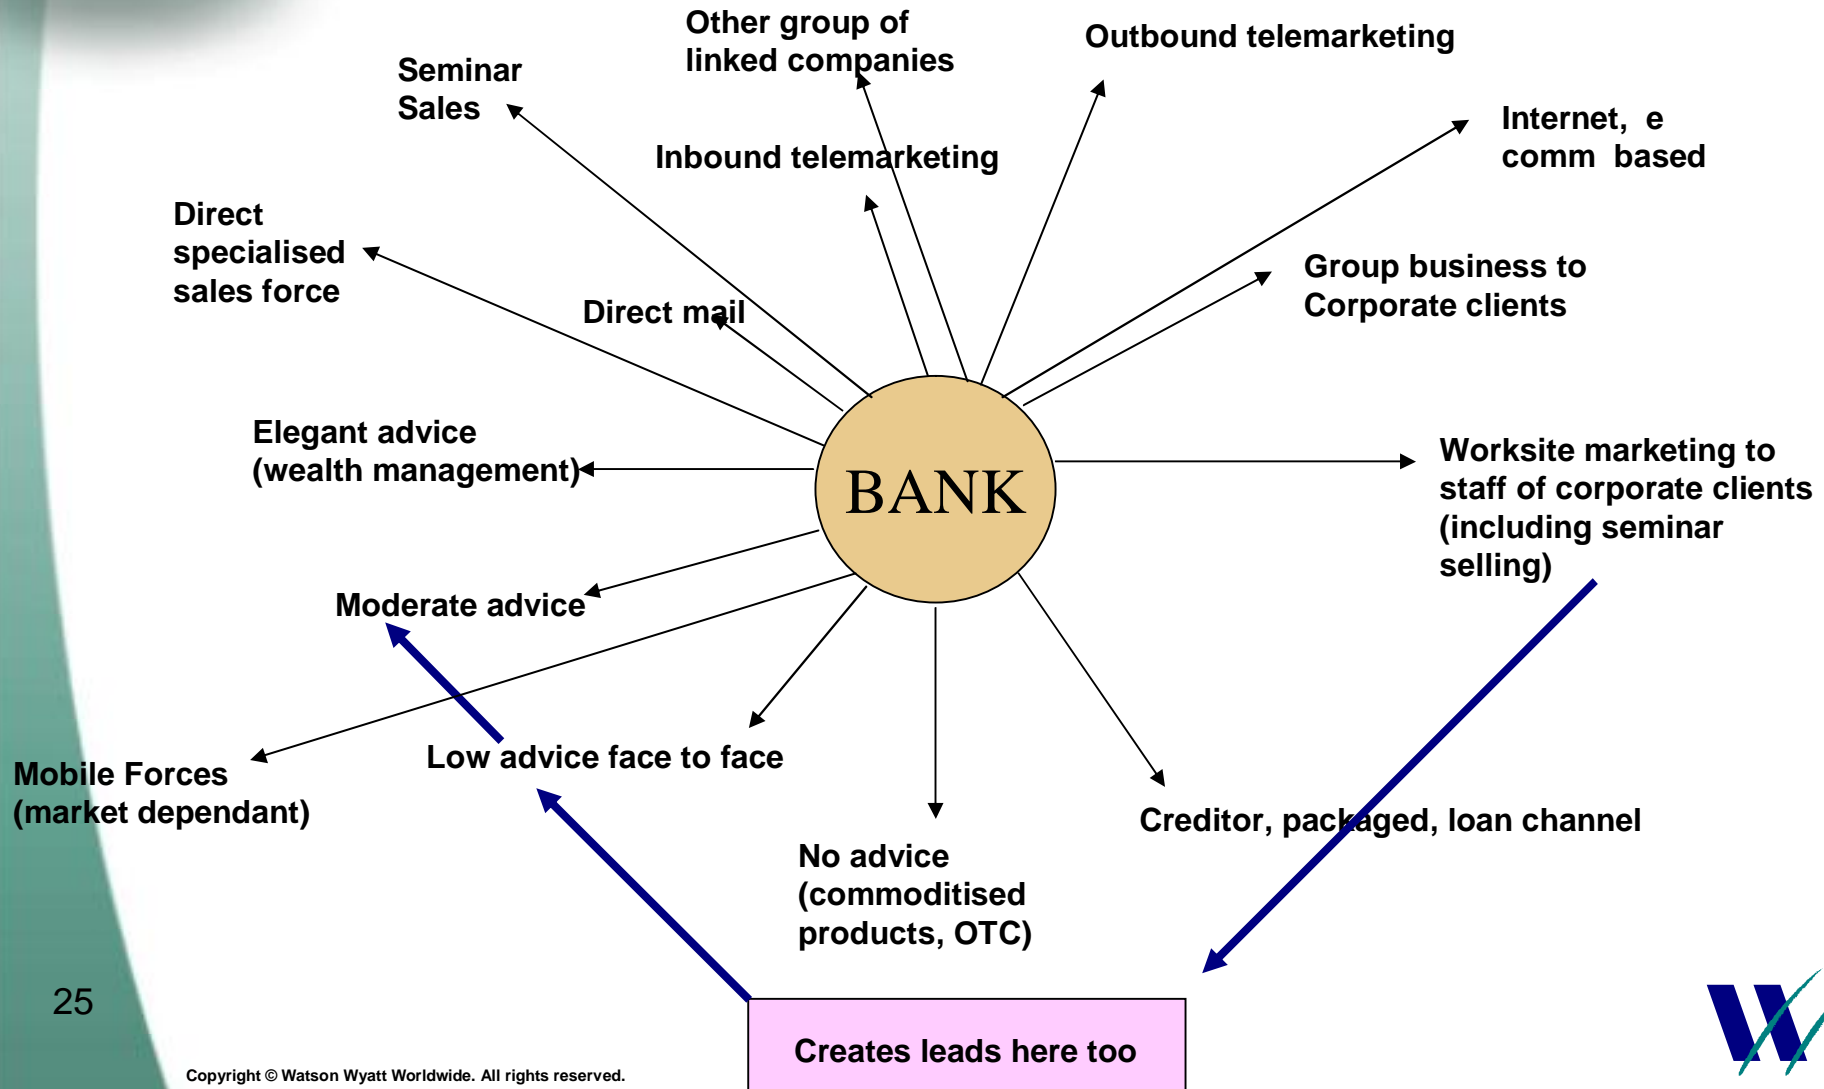 Other group of
linked companies
Outbound telemarketing
Seminar
Sales
Internet, e
comm based
Inbound telemarketing
Direct
specialised
sales force
Group business to
Corporate clients
Direct mail
Elegant advice
(wealth management)
BANK
Worksite marketing to
staff of corporate clients
(including seminar
selling)
Moderate advice
Low advice face to face
Mobile Forces
(market dependant)
Creditor, packaged, loan channel
No advice
(commoditised
products, OTC)
25
Creates leads here too
Copyright © Watson Wyatt Worldwide. All rights reserved.